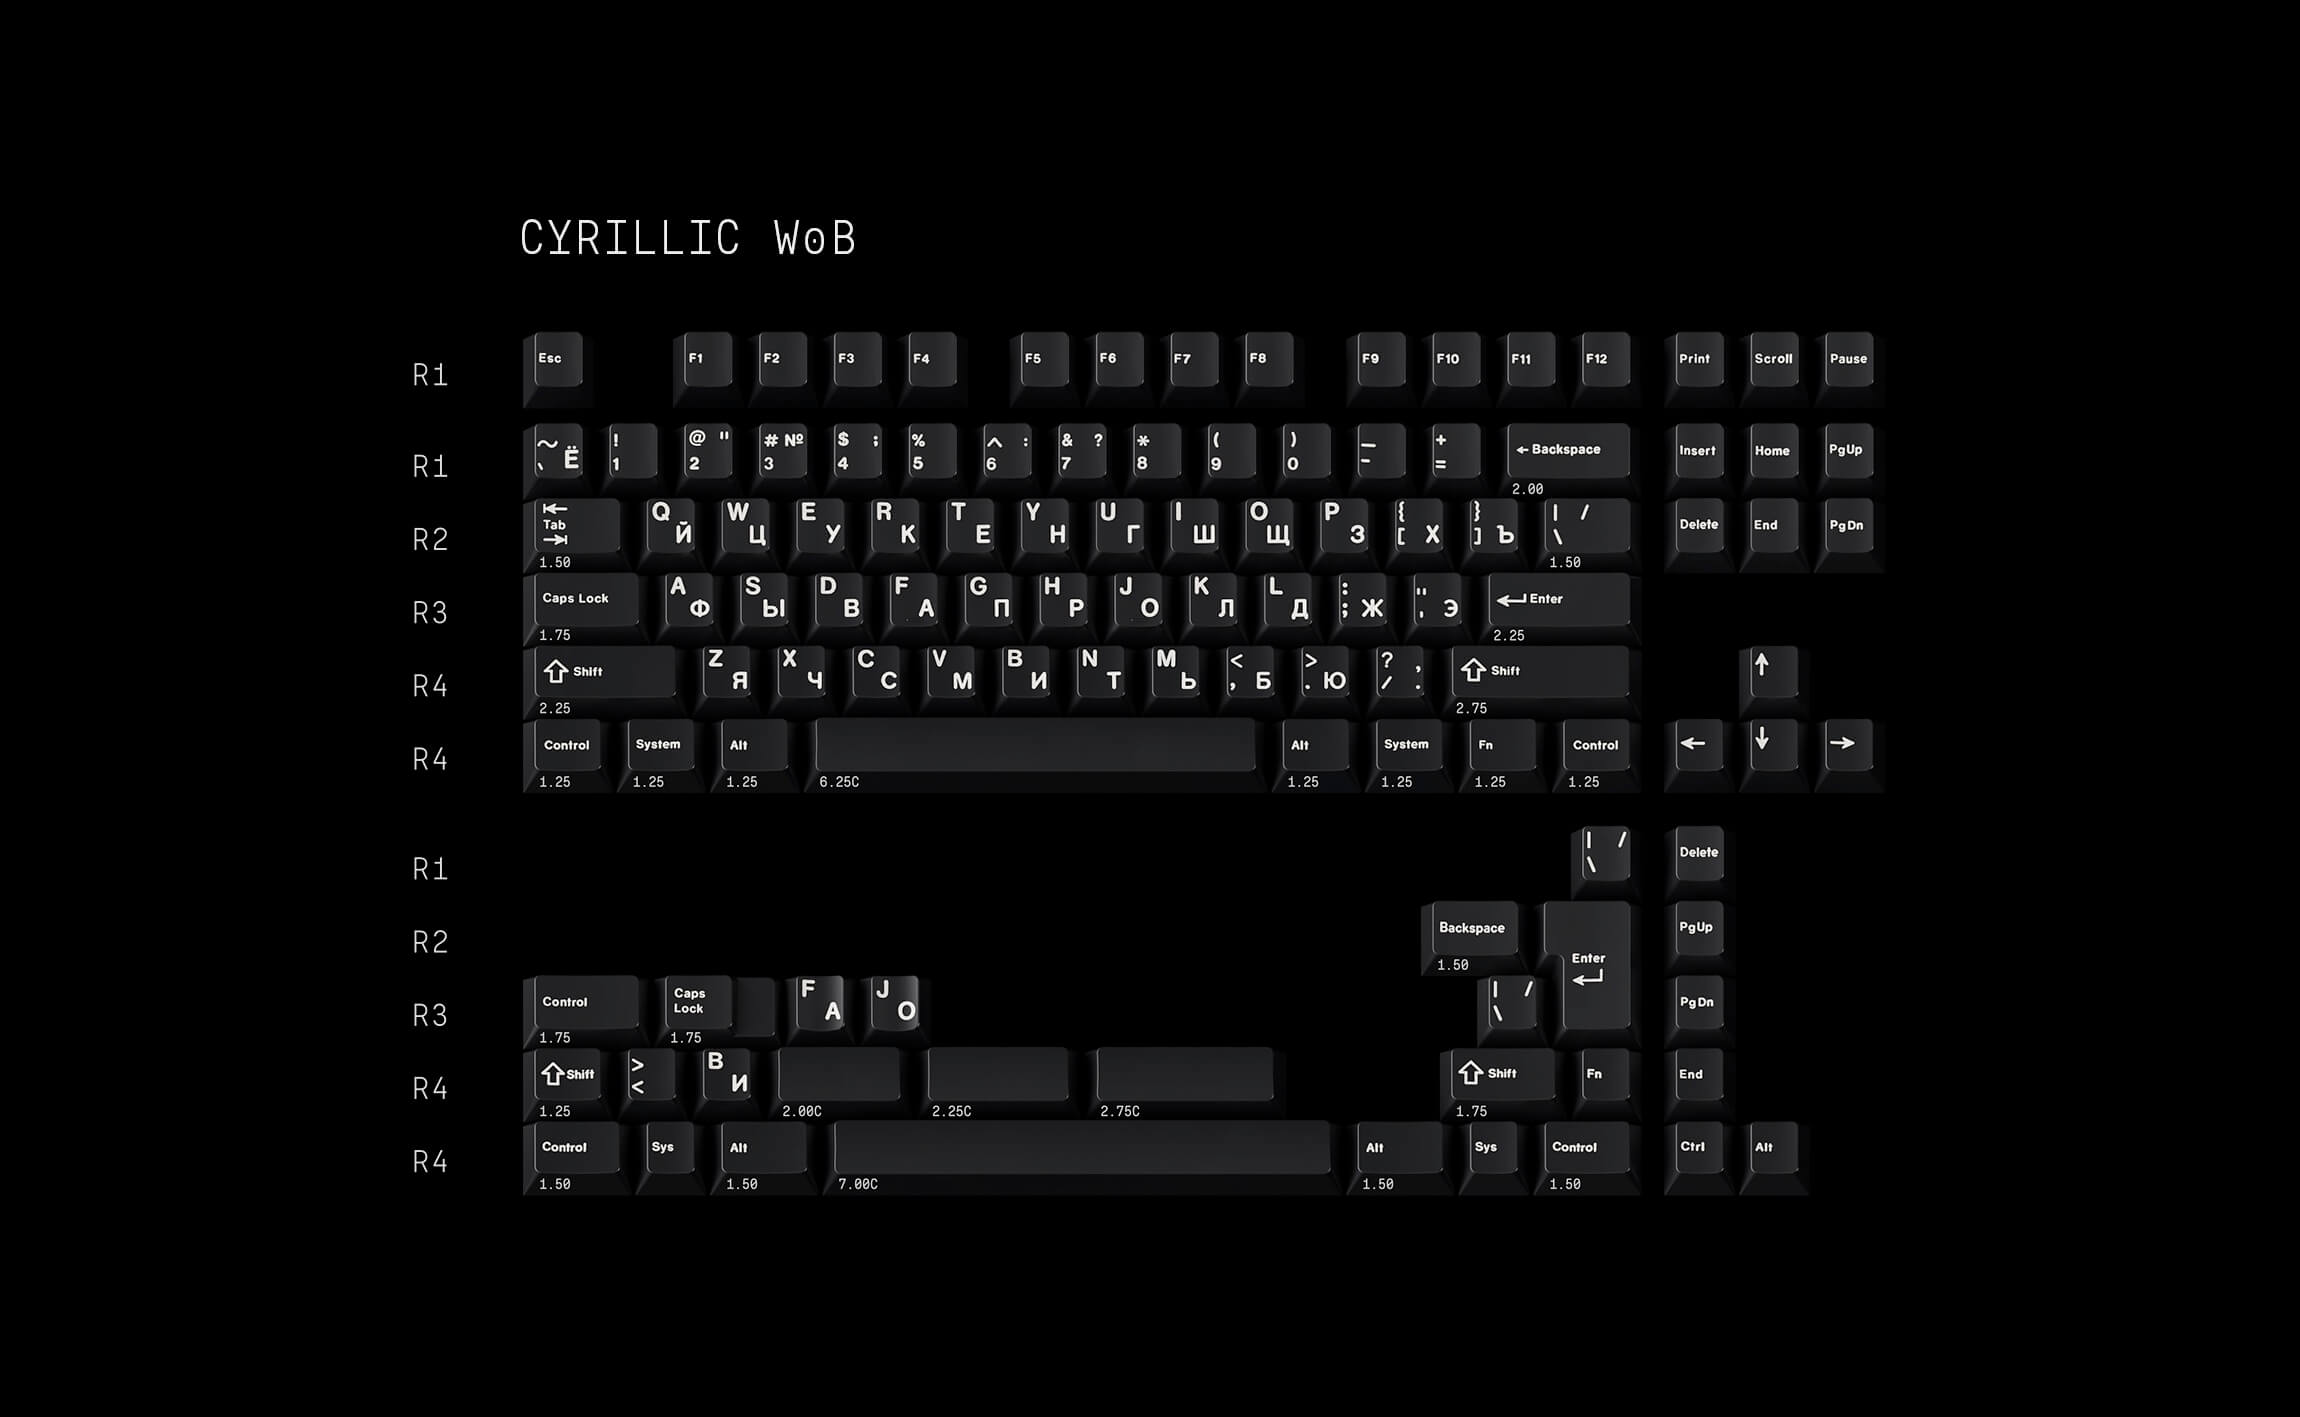 CYRILLIC WoB
R1 Esc F1 F2 F3 F4 F5 F6 F7 F8 F9 F10 F11 F12 Print Scroll Pause
R1 ~ ` Ё ! 1 @ " 2 # № 3 $ ; 4 % 5 ^ : 6 & ? 7 * 8 ( 9 ) 0 — - + = ← Backspace 2.00 Insert Home PgUp
R2 ⇤ Tab ⇥ 1.50 Q Й W Ц E У R К T Е Y Н U Г I Ш O Щ P З { [ Х } ] Ъ | / \ 1.50 Delete End PgDn
R3 Caps Lock 1.75 A Ф S Ы D В F А G П H Р J О K Л L Д : ; Ж " ' Э ↵ Enter 2.25
R4 ⇧ Shift 2.25 Z Я X Ч C С V М B И N Т M Ь < , Б > . Ю ? , / . ⇧ Shift 2.75 ↑
R4 Control 1.25 System 1.25 Alt 1.25 6.25C Alt 1.25 System 1.25 Fn 1.25 Control 1.25 ← ↓ →
R1 | / \ Delete
R2 Backspace 1.50 Enter ↵ PgUp
R3 Control 1.75 Caps Lock 1.75 F А J О | / \ PgDn
R4 ⇧ Shift 1.25 > < B И 2.00C 2.25C 2.75C ⇧ Shift 1.75 Fn End
R4 Control 1.50 Sys Alt 1.50 7.00C Alt 1.50 Sys Control 1.50 Ctrl Alt